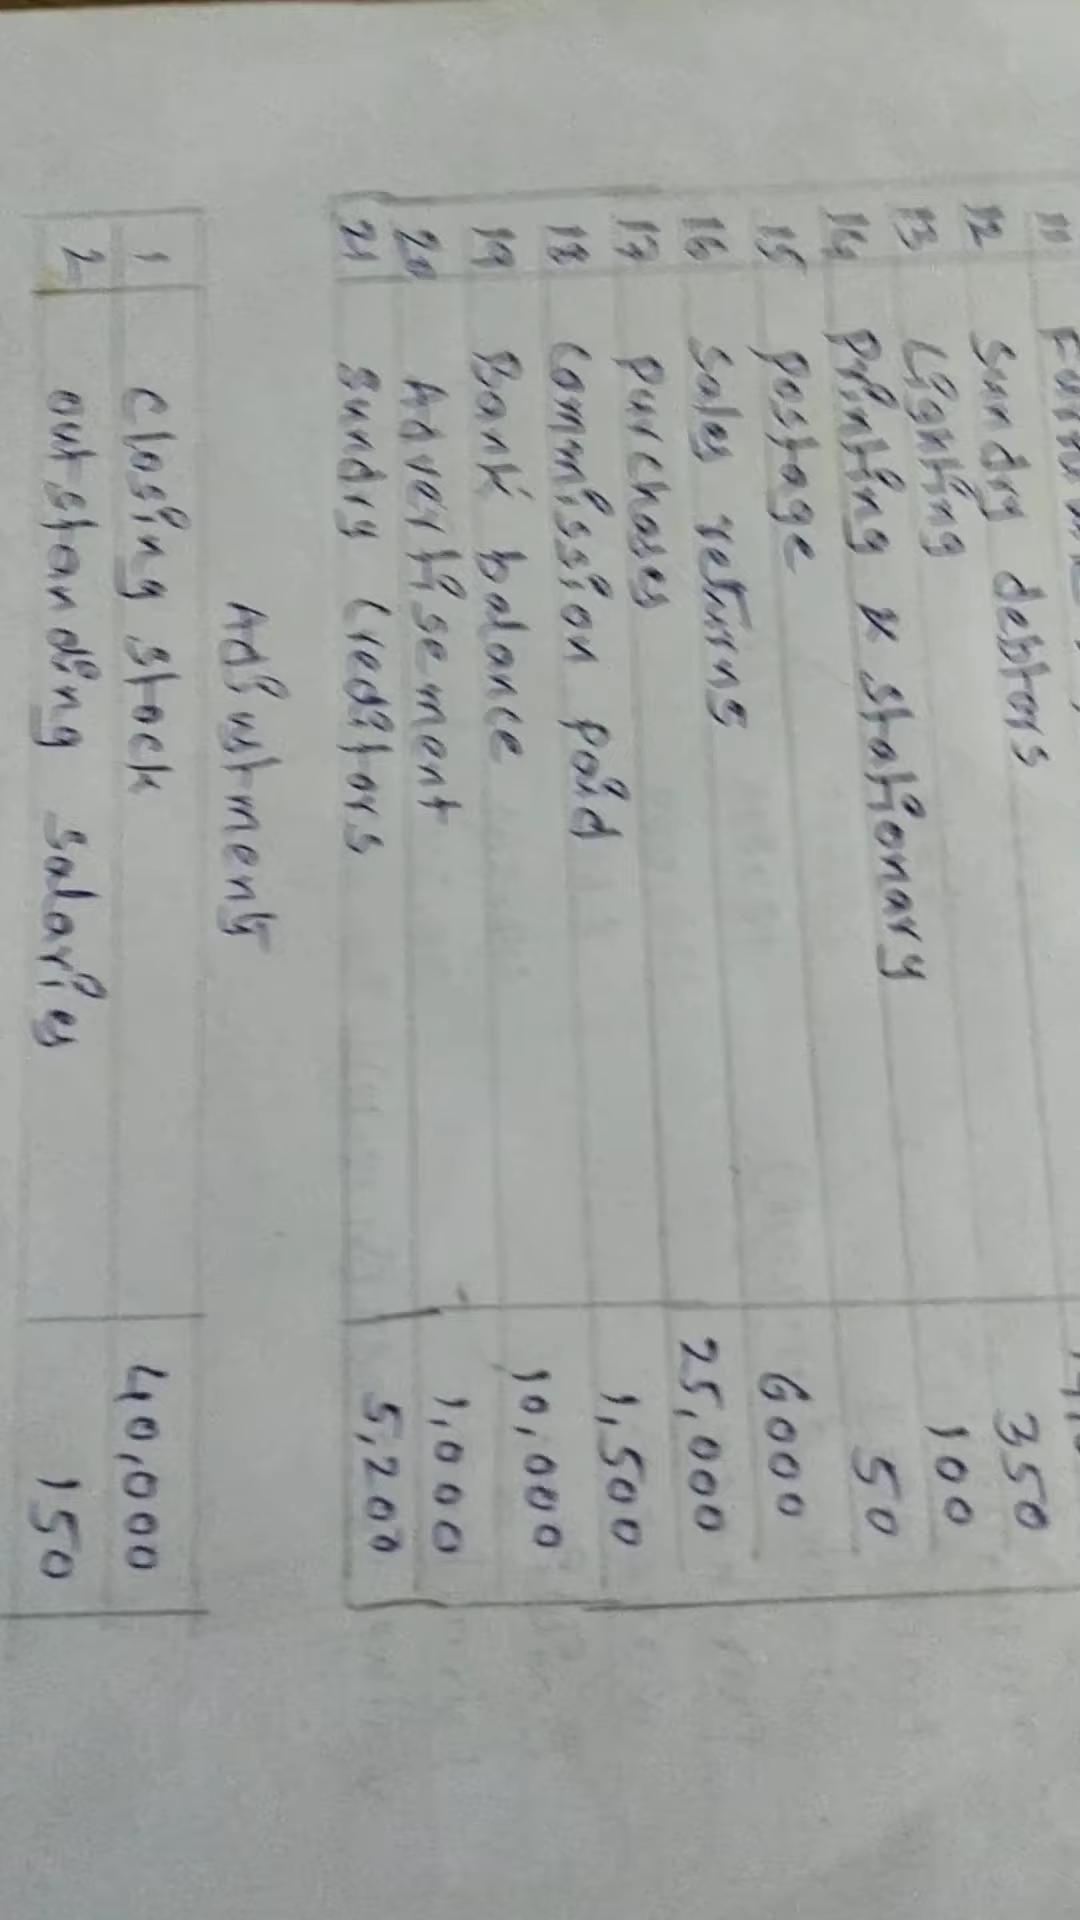 11
12 Sundry debtors
13 Lighting 350
14 Printing & stationary 100
15 postage 50
16 Sales returns 6000
17 purchases 25,000
18 Commission paid 1,500
19 Bank balance 10,000
20 Advertisement 1,000
21 Sundry Creditors 5,200
Adjustments
1 Closing stock 40,000
2 outstanding salaries 150